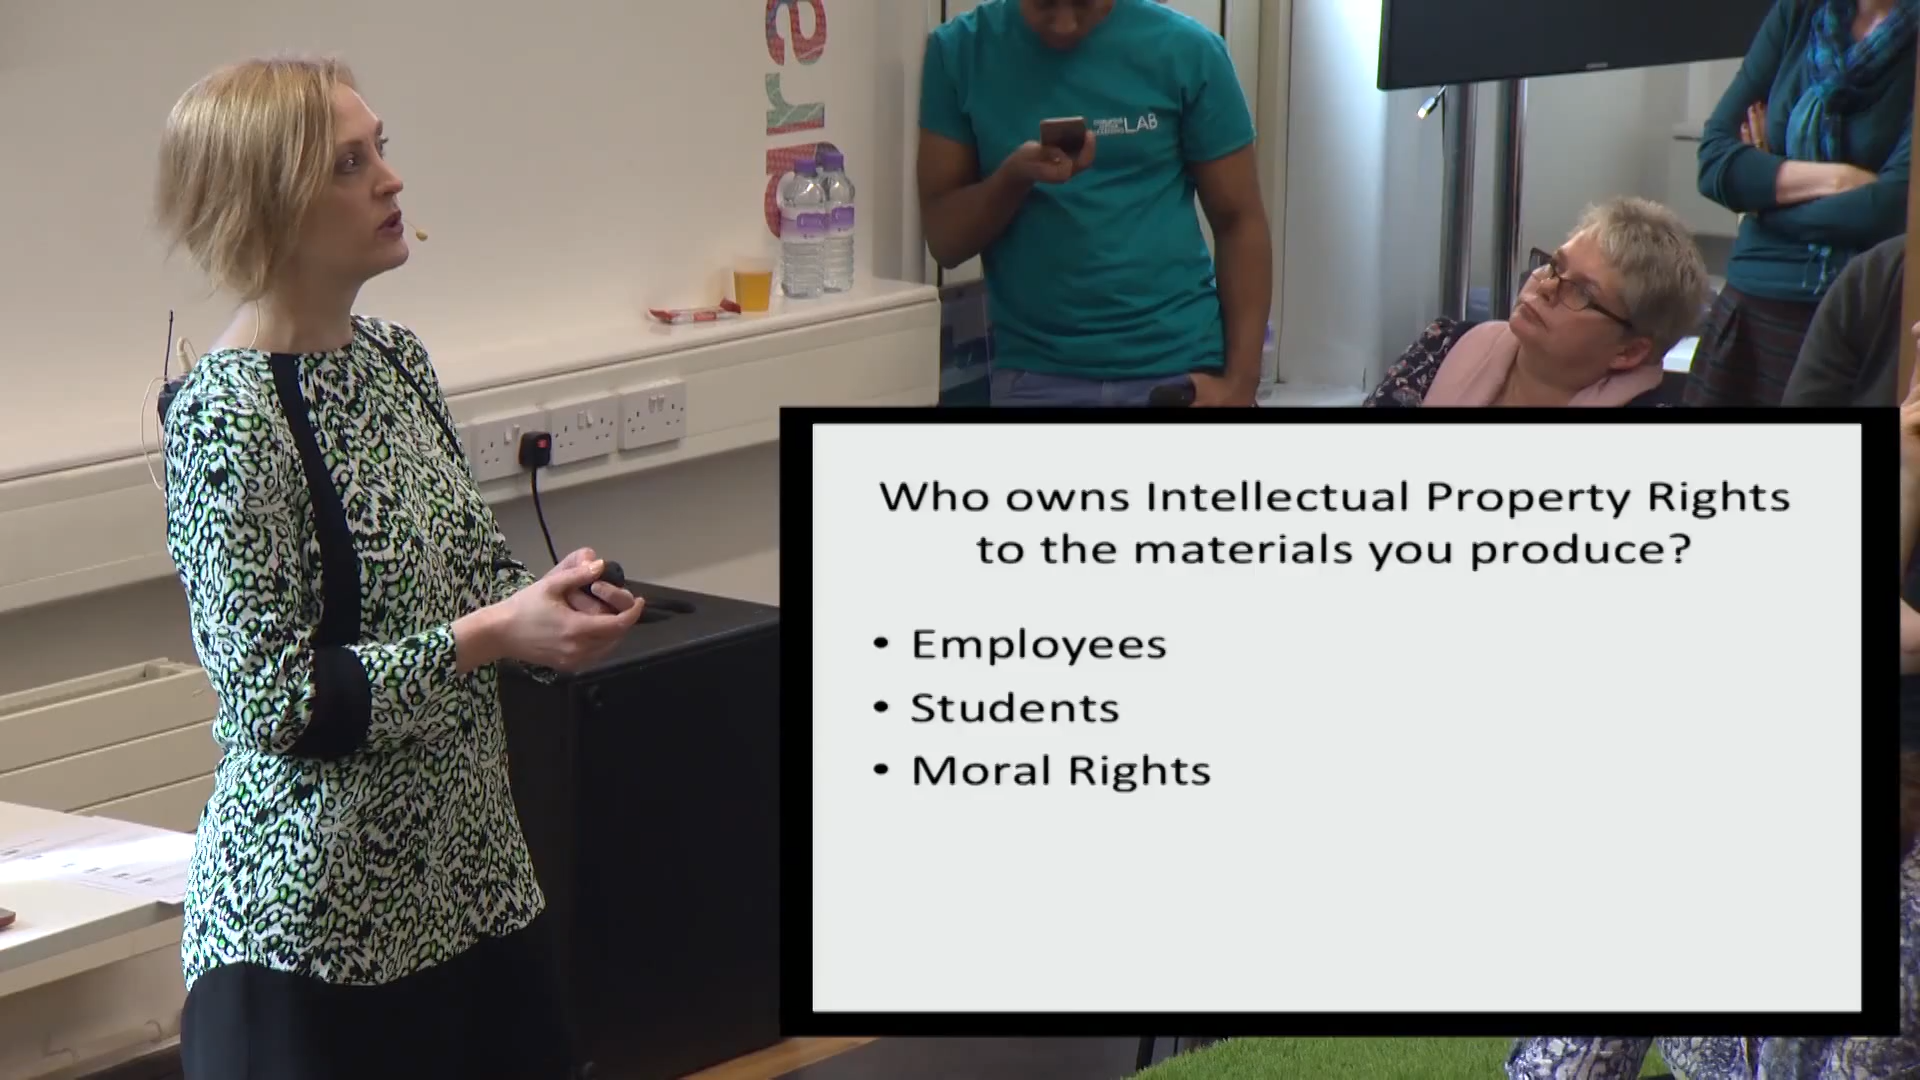 LAB
Who owns Intellectual Property Rights
to the materials you produce?
• Employees
• Students
• Moral Rights